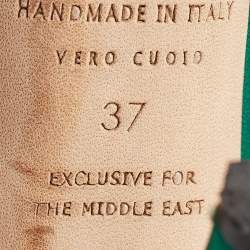 HANDMADE IN ITALY
VERO CUOIO
37
EXCLUSIVE FOR
THE MIDDLE EAST